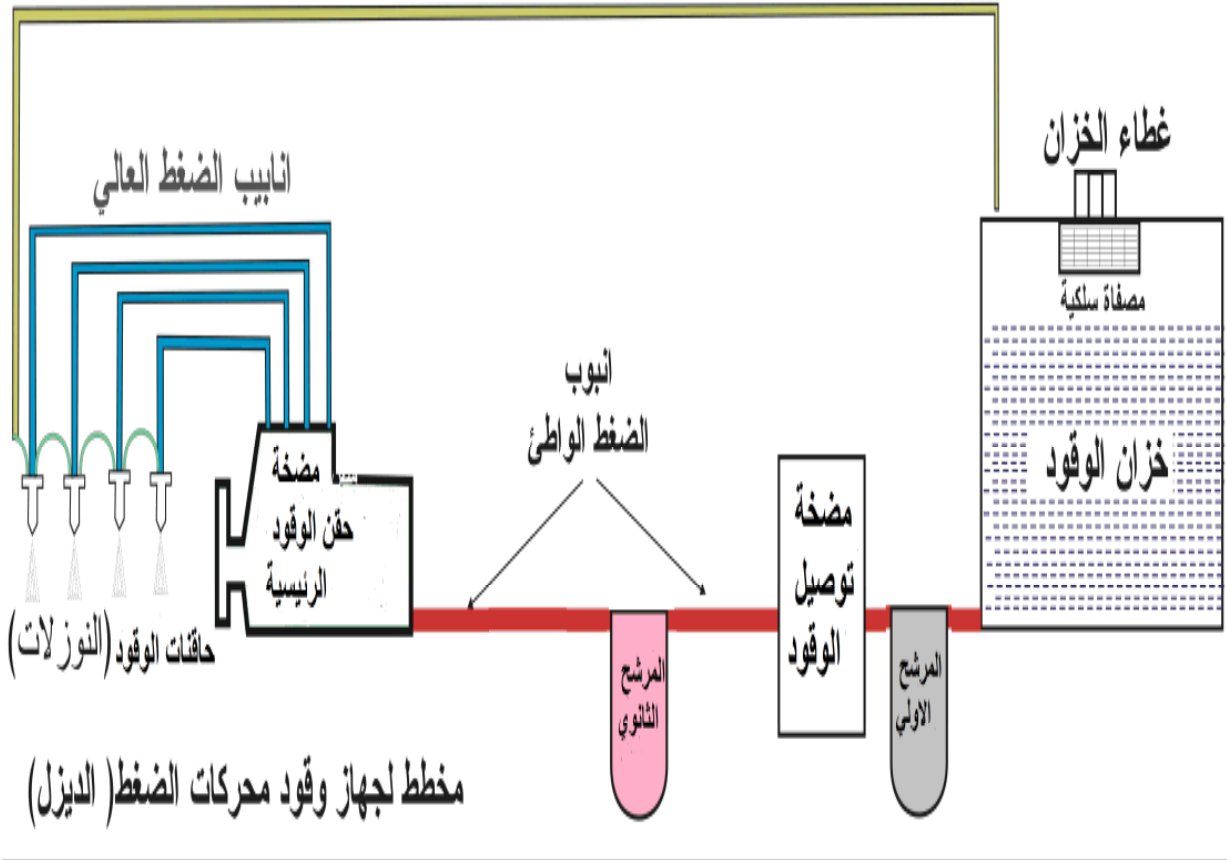 غطاء الخزان
انابيب الضغط العالي
مصفاة سلكية
انبوب
الضغط الواطئ
خزان الوقود
مضخة
حقن الوقود
الرئيسية
مضخة
توصيل
الوقود
حاقنات الوقود (النوزلات)
المرشح
الثانوي
المرشح
الاولي
مخطط لجهاز وقود محركات الضغط( الديزل)